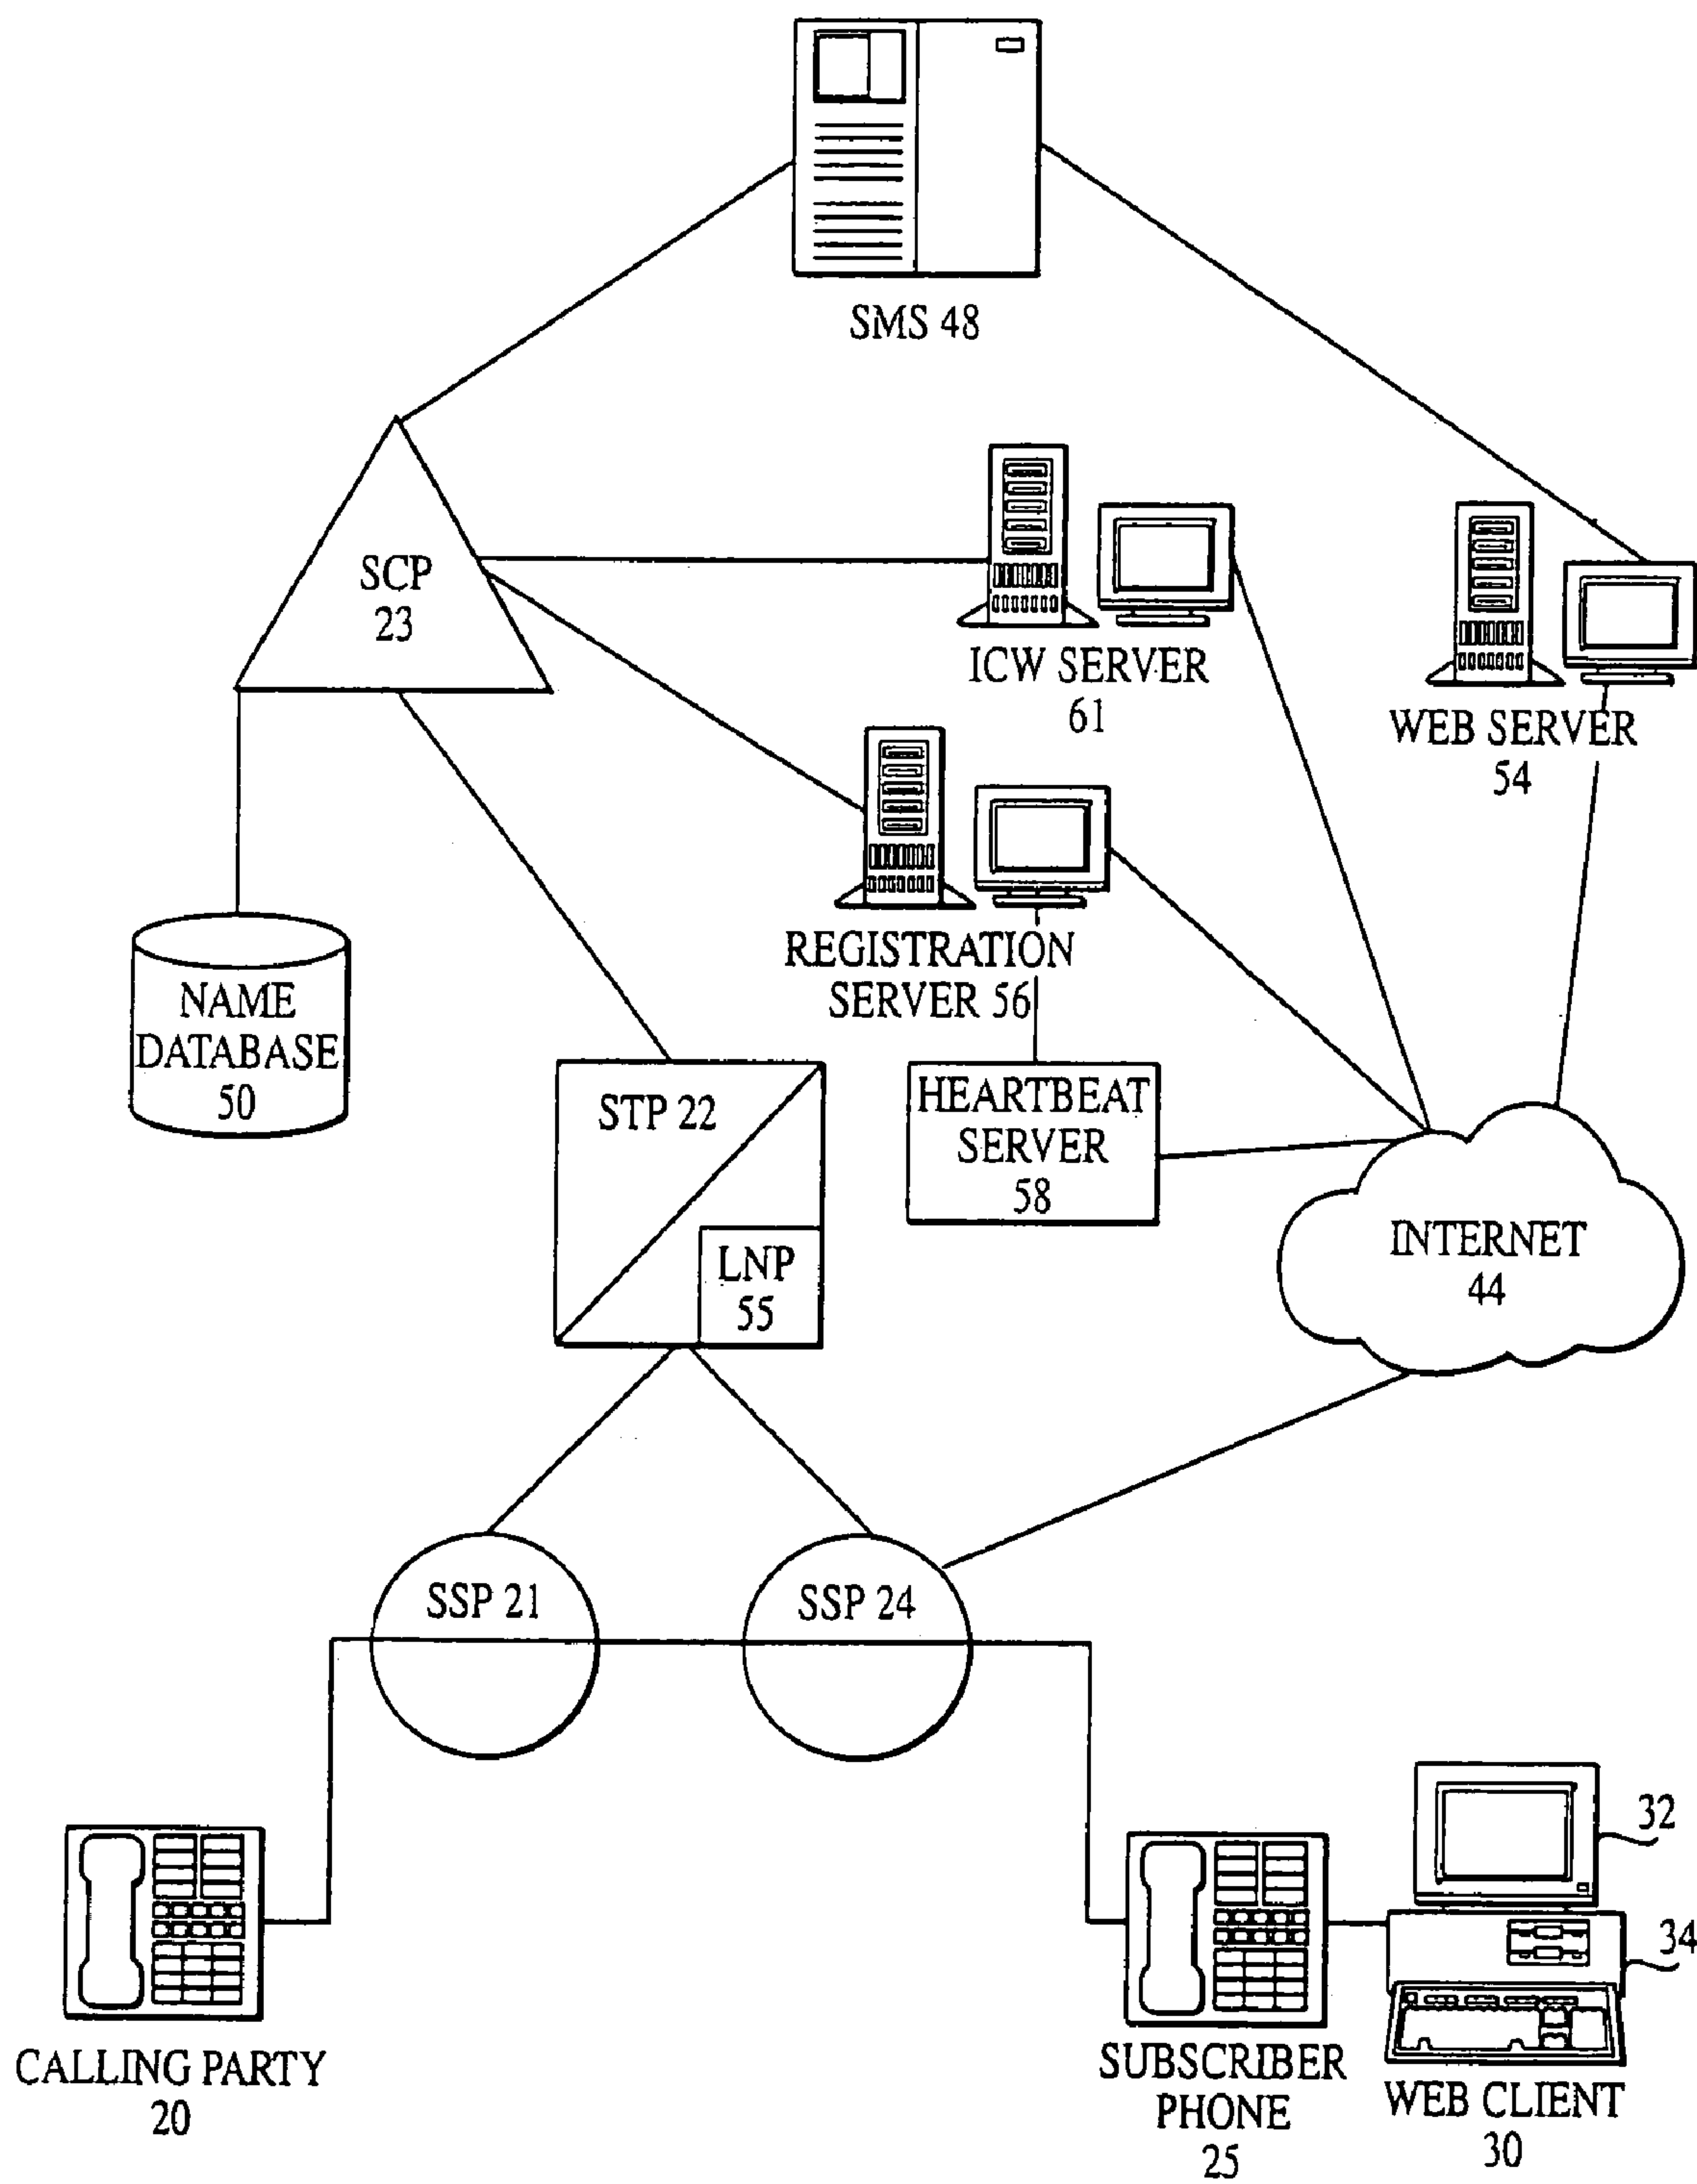 SMS 48
SCP
23
ICW SERVER
61
WEB SERVER
54
REGISTRATION
SERVER 56
NAME
DATABASE
50
STP 22
LNP
55
HEARTBEAT
SERVER
58
INTERNET
44
SSP 21
SSP 24
32
34
CALLING PARTY
20
SUBSCRIBER
PHONE
25
WEB CLIENT
30